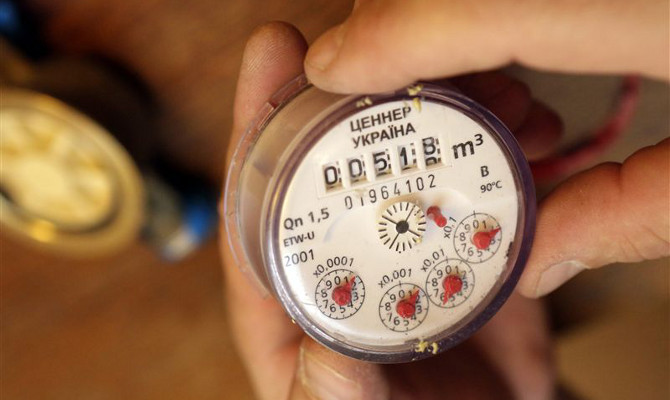 ЦЕННЕР
УКРАЇНА
00518 m³
01964102
B
90°C
Qn 1,5
ETW-U
2001
x0,1
x0,01
x0,001
x0,0001